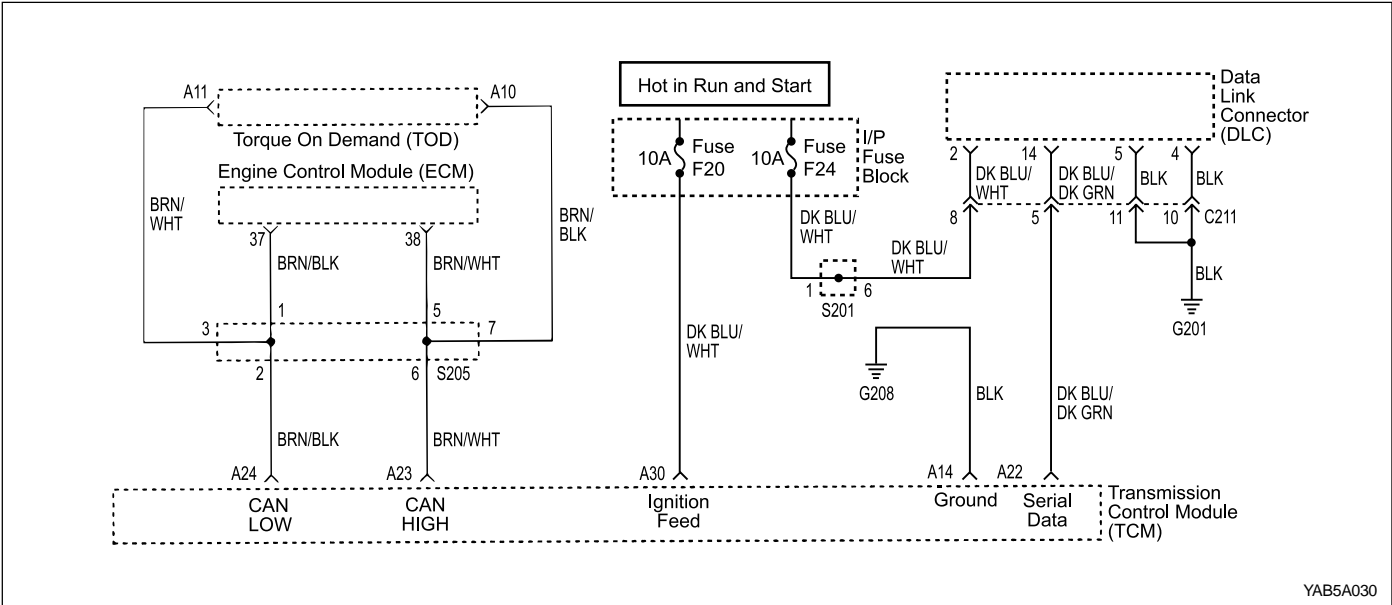 Hot in Run and Start
A11
A10
Torque On Demand (TOD)
Engine Control Module (ECM)
BRN/
WHT
BRN/
BLK
37
38
BRN/BLK
BRN/WHT
1
5
3
7
2
6
S205
BRN/BLK
BRN/WHT
10A
Fuse
F20
10A
Fuse
F24
I/P
Fuse
Block
DK BLU/
WHT
DK BLU/
WHT
1
6
S201
DK BLU/
WHT
Data
Link
Connector
(DLC)
2
14
5
4
DK BLU/
WHT
DK BLU/
DK GRN
BLK
BLK
8
5
11
10
C211
BLK
G201
G208
BLK
DK BLU/
DK GRN
A24
A23
A30
A14
A22
CAN
LOW
CAN
HIGH
Ignition
Feed
Ground
Serial
Data
Transmission
Control Module
(TCM)
YAB5A030